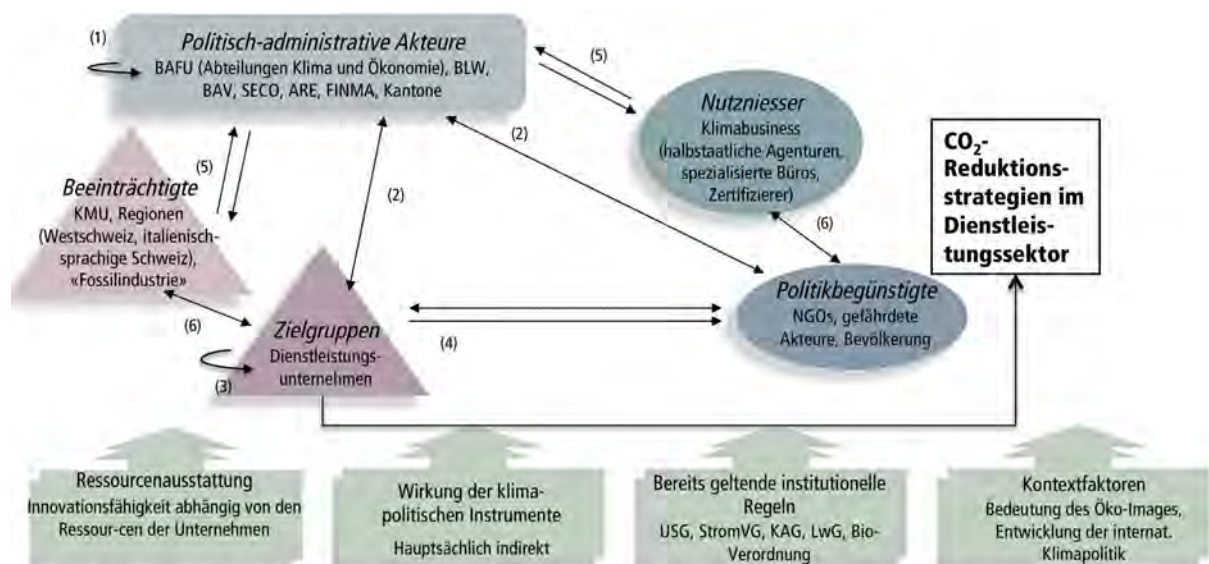 (1)
Politisch-administrative Akteure
BAFU (Abteilungen Klima und Ökonomie), BLW,
BAV, SECO, ARE, FINMA, Kantone
(5)
Nutzniesser
Klimabusiness
(halbstaatliche Agenturen,
spezialisierte Büros,
Zertifizierer)
CO₂-
Reduktions-
strategien im
Dienstleis-
tungssektor
(5)
(2)
(2)
Beeinträchtigte
KMU, Regionen
(Westschweiz, italienisch-
sprachige Schweiz),
«Fossilindustrie»
(6)
Politikbegünstigte
NGOs, gefährdete
Akteure, Bevölkerung
(6)
Zielgruppen
Dienstleistungs-
unternehmen
(4)
(3)
Ressourcenausstattung
Innovationsfähigkeit abhängig von den
Ressour-cen der Unternehmen
Wirkung der klima-
politischen Instrumente
Hauptsächlich indirekt
Bereits geltende institutionelle
Regeln
USG, StromVG, KAG, LwG, Bio-
Verordnung
Kontextfaktoren
Bedeutung des Öko-Images,
Entwicklung der internat.
Klimapolitik